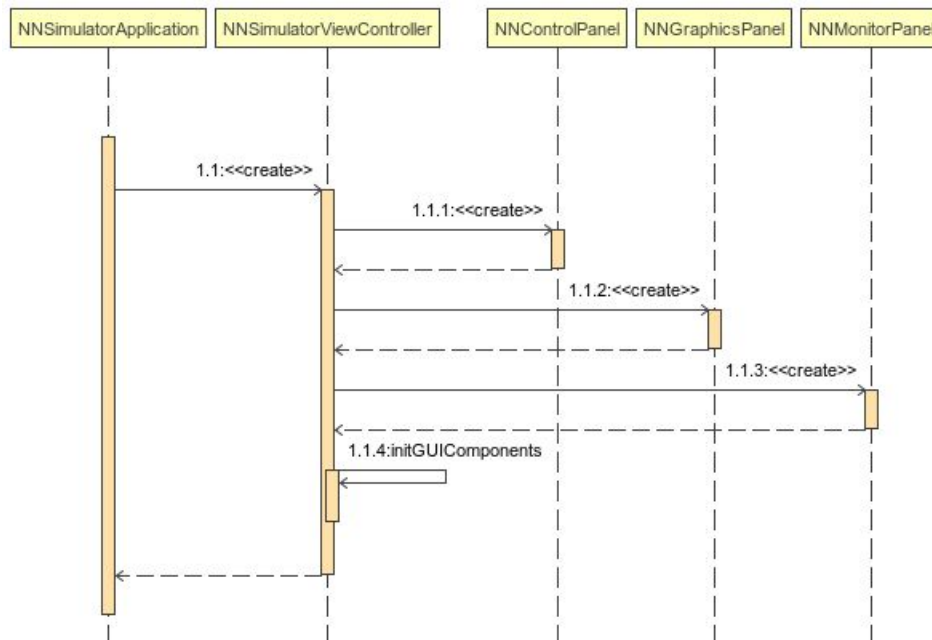 NNSimulatorApplication
NNSimulatorViewController
NNControlPanel
NNGraphicsPanel
NNMonitorPanel
1.1:<<create>>
1.1.1:<<create>>
1.1.2:<<create>>
1.1.3:<<create>>
1.1.4:initGUIComponents